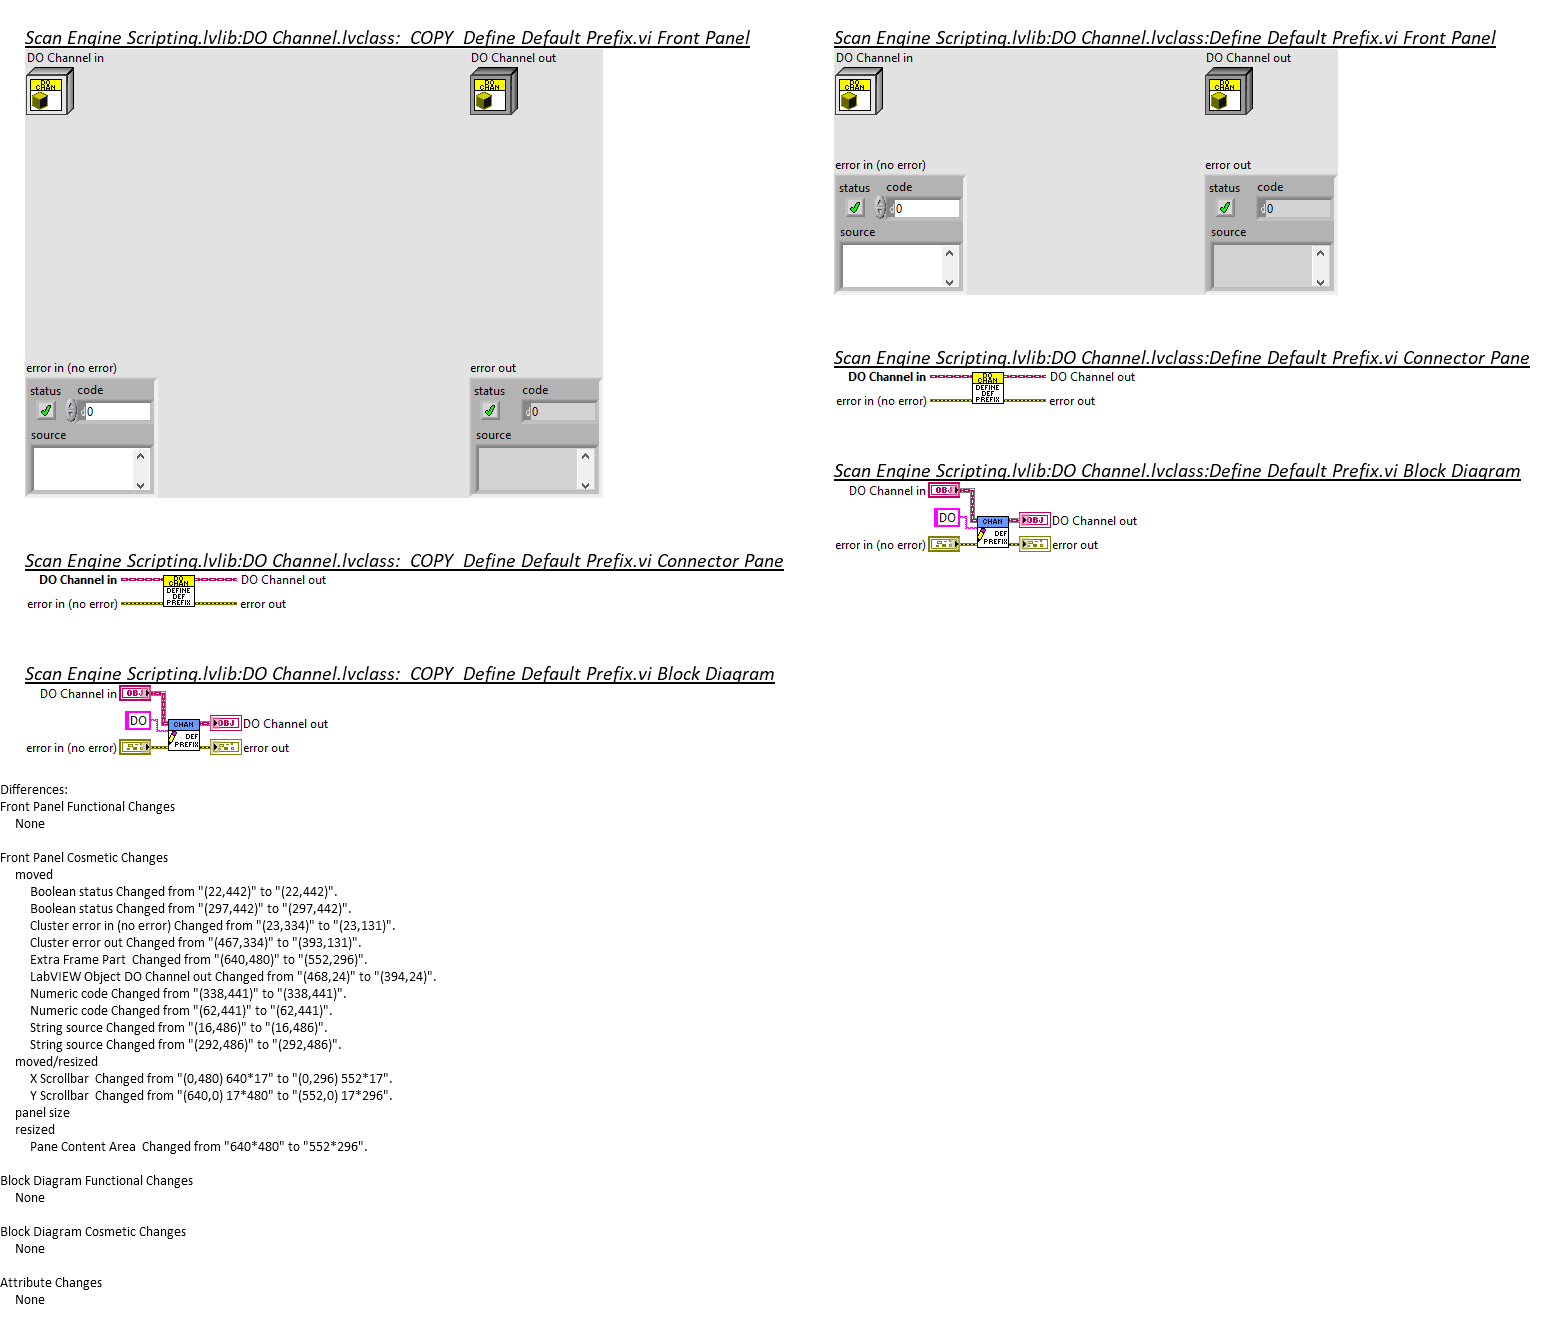 Scan Engine Scripting.lvlib:DO Channel.lvclass:_COPY_Define Default Prefix.vi Front Panel
DO Channel in
DO Channel out
DO
CHAN
DO
CHAN
error in (no error)
error out
status
code
status
code
0
0
source
source
Scan Engine Scripting.lvlib:DO Channel.lvclass:_COPY_Define Default Prefix.vi Connector Pane
DO Channel in
DO
CHAN
DEFINE
DEF
PREFIX
DO Channel out
error in (no error)
error out
Scan Engine Scripting.lvlib:DO Channel.lvclass:_COPY_Define Default Prefix.vi Block Diagram
DO Channel in
OBJ
DO
CHAN
DEF
PREFIX
OBJ
DO Channel out
error in (no error)
error out
Scan Engine Scripting.lvlib:DO Channel.lvclass:Define Default Prefix.vi Front Panel
DO Channel in
DO Channel out
DO
CHAN
DO
CHAN
error in (no error)
error out
status
code
status
code
0
0
source
source
Scan Engine Scripting.lvlib:DO Channel.lvclass:Define Default Prefix.vi Connector Pane
DO Channel in
DO
CHAN
DEFINE
DEF
PREFIX
DO Channel out
error in (no error)
error out
Scan Engine Scripting.lvlib:DO Channel.lvclass:Define Default Prefix.vi Block Diagram
DO Channel in
OBJ
DO
CHAN
DEF
PREFIX
OBJ
DO Channel out
error in (no error)
error out
Differences:
Front Panel Functional Changes
None
Front Panel Cosmetic Changes
moved
Boolean status Changed from "(22,442)" to "(22,442)".
Boolean status Changed from "(297,442)" to "(297,442)".
Cluster error in (no error) Changed from "(23,334)" to "(23,131)".
Cluster error out Changed from "(467,334)" to "(393,131)".
Extra Frame Part  Changed from "(640,480)" to "(552,296)".
LabVIEW Object DO Channel out Changed from "(468,24)" to "(394,24)".
Numeric code Changed from "(338,441)" to "(338,441)".
Numeric code Changed from "(62,441)" to "(62,441)".
String source Changed from "(16,486)" to "(16,486)".
String source Changed from "(292,486)" to "(292,486)".
moved/resized
X Scrollbar  Changed from "(0,480) 640*17" to "(0,296) 552*17".
Y Scrollbar  Changed from "(640,0) 17*480" to "(552,0) 17*296".
panel size
resized
Pane Content Area  Changed from "640*480" to "552*296".
Block Diagram Functional Changes
None
Block Diagram Cosmetic Changes
None
Attribute Changes
None